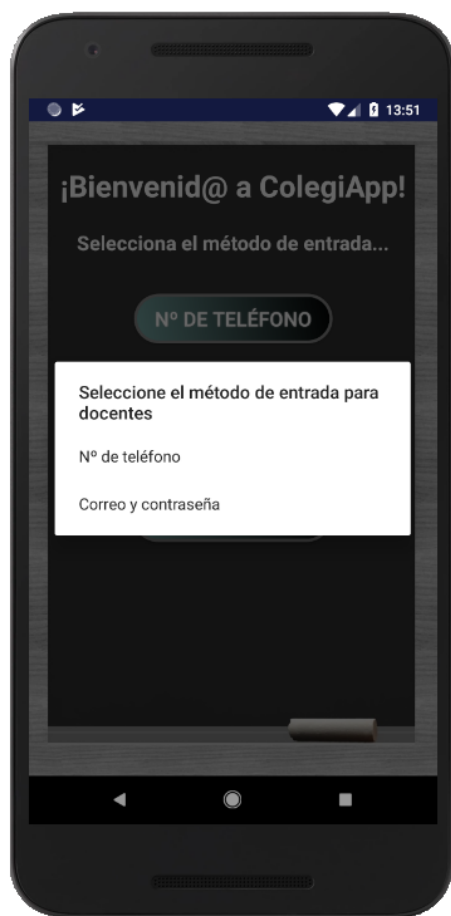 13:51
¡Bienvenid@ a ColegiApp!
Selecciona el método de entrada...
Nº DE TELÉFONO
Seleccione el método de entrada para
docentes
Nº de teléfono
Correo y contraseña